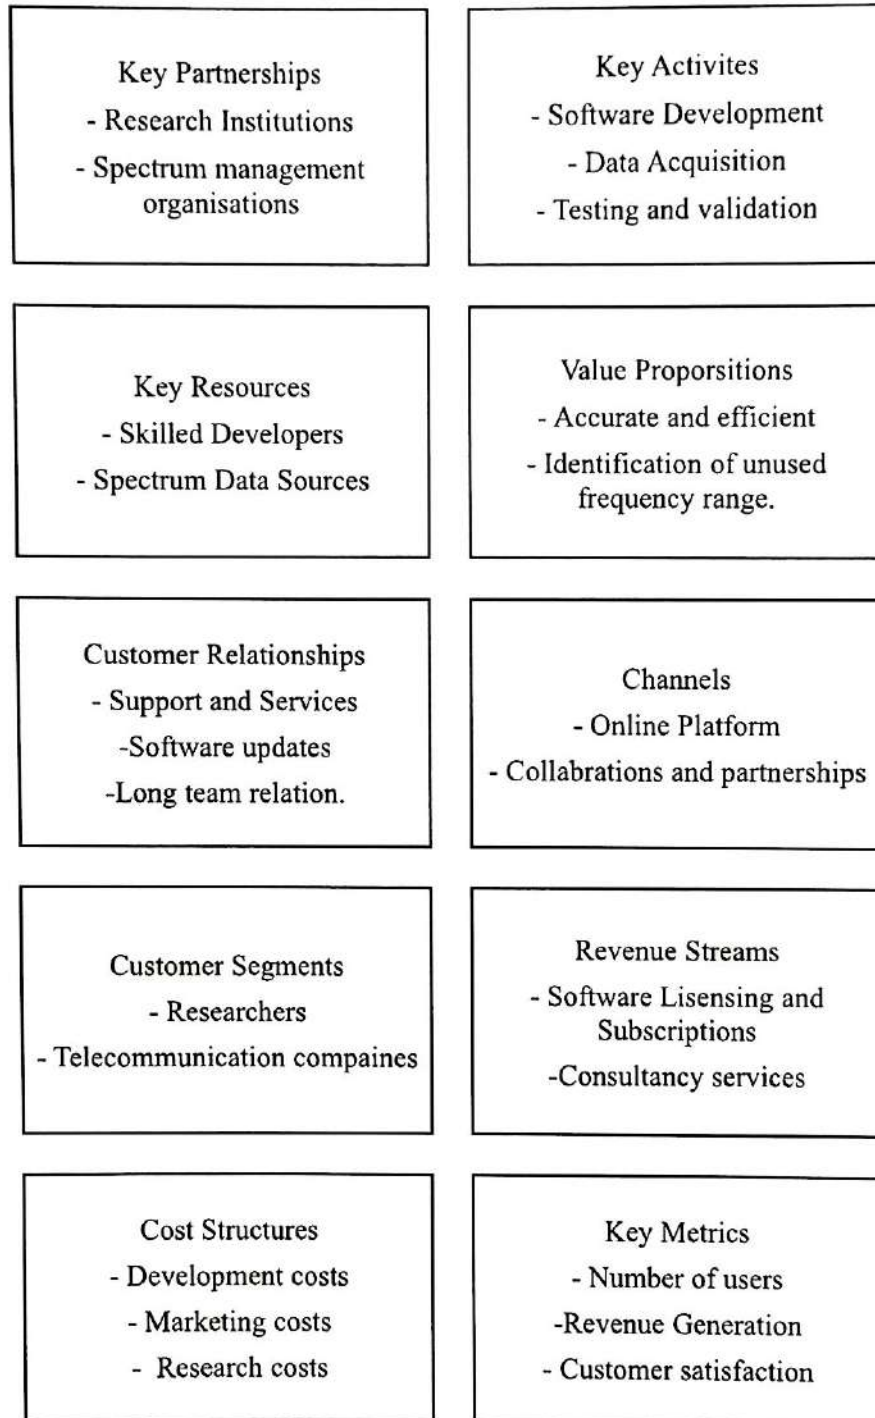 Key Partnerships
- Research Institutions
- Spectrum management
organisations
Key Activites
- Software Development
- Data Acquisition
- Testing and validation
Key Resources
- Skilled Developers
- Spectrum Data Sources
Value Proporsitions
- Accurate and efficient
- Identification of unused
frequency range.
Customer Relationships
- Support and Services
-Software updates
-Long team relation.
Channels
- Online Platform
- Collabrations and partnerships
Customer Segments
- Researchers
- Telecommunication compaines
Revenue Streams
- Software Lisensing and
Subscriptions
-Consultancy services
Cost Structures
- Development costs
- Marketing costs
- Research costs
Key Metrics
- Number of users
-Revenue Generation
- Customer satisfaction